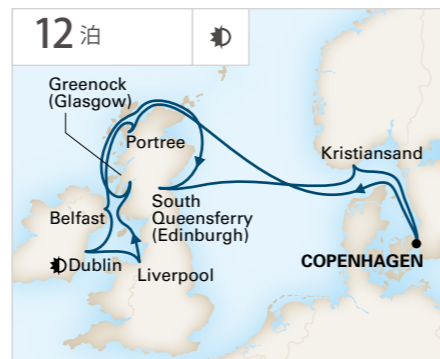 12 泊
Greenock
(Glasgow)
Portree
Kristiansand
Belfast
South
Queensferry
(Edinburgh)
Dublin
Liverpool
COPENHAGEN